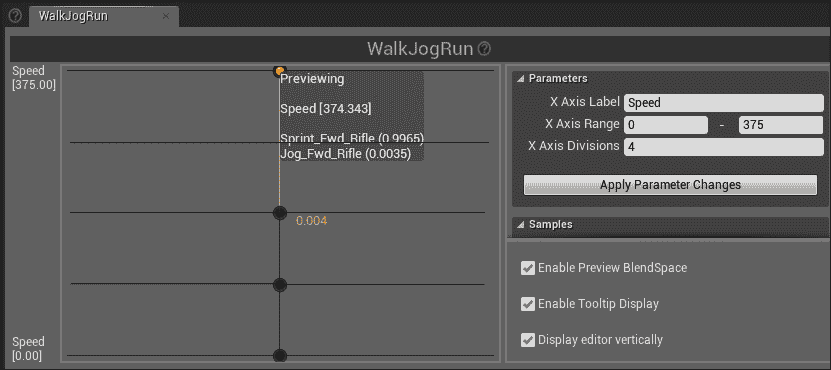 WalkJogRun
WalkJogRun
Speed
[375.00]
Previewing
Speed [374.343]
Sprint_Fwd_Rifle (0.9965)
Jog_Fwd_Rifle (0.0035)
0.004
Speed
[0.00]
Parameters
X Axis Label Speed
X Axis Range 0 - 375
X Axis Divisions 4
Apply Parameter Changes
Samples
Enable Preview BlendSpace
Enable Tooltip Display
Display editor vertically